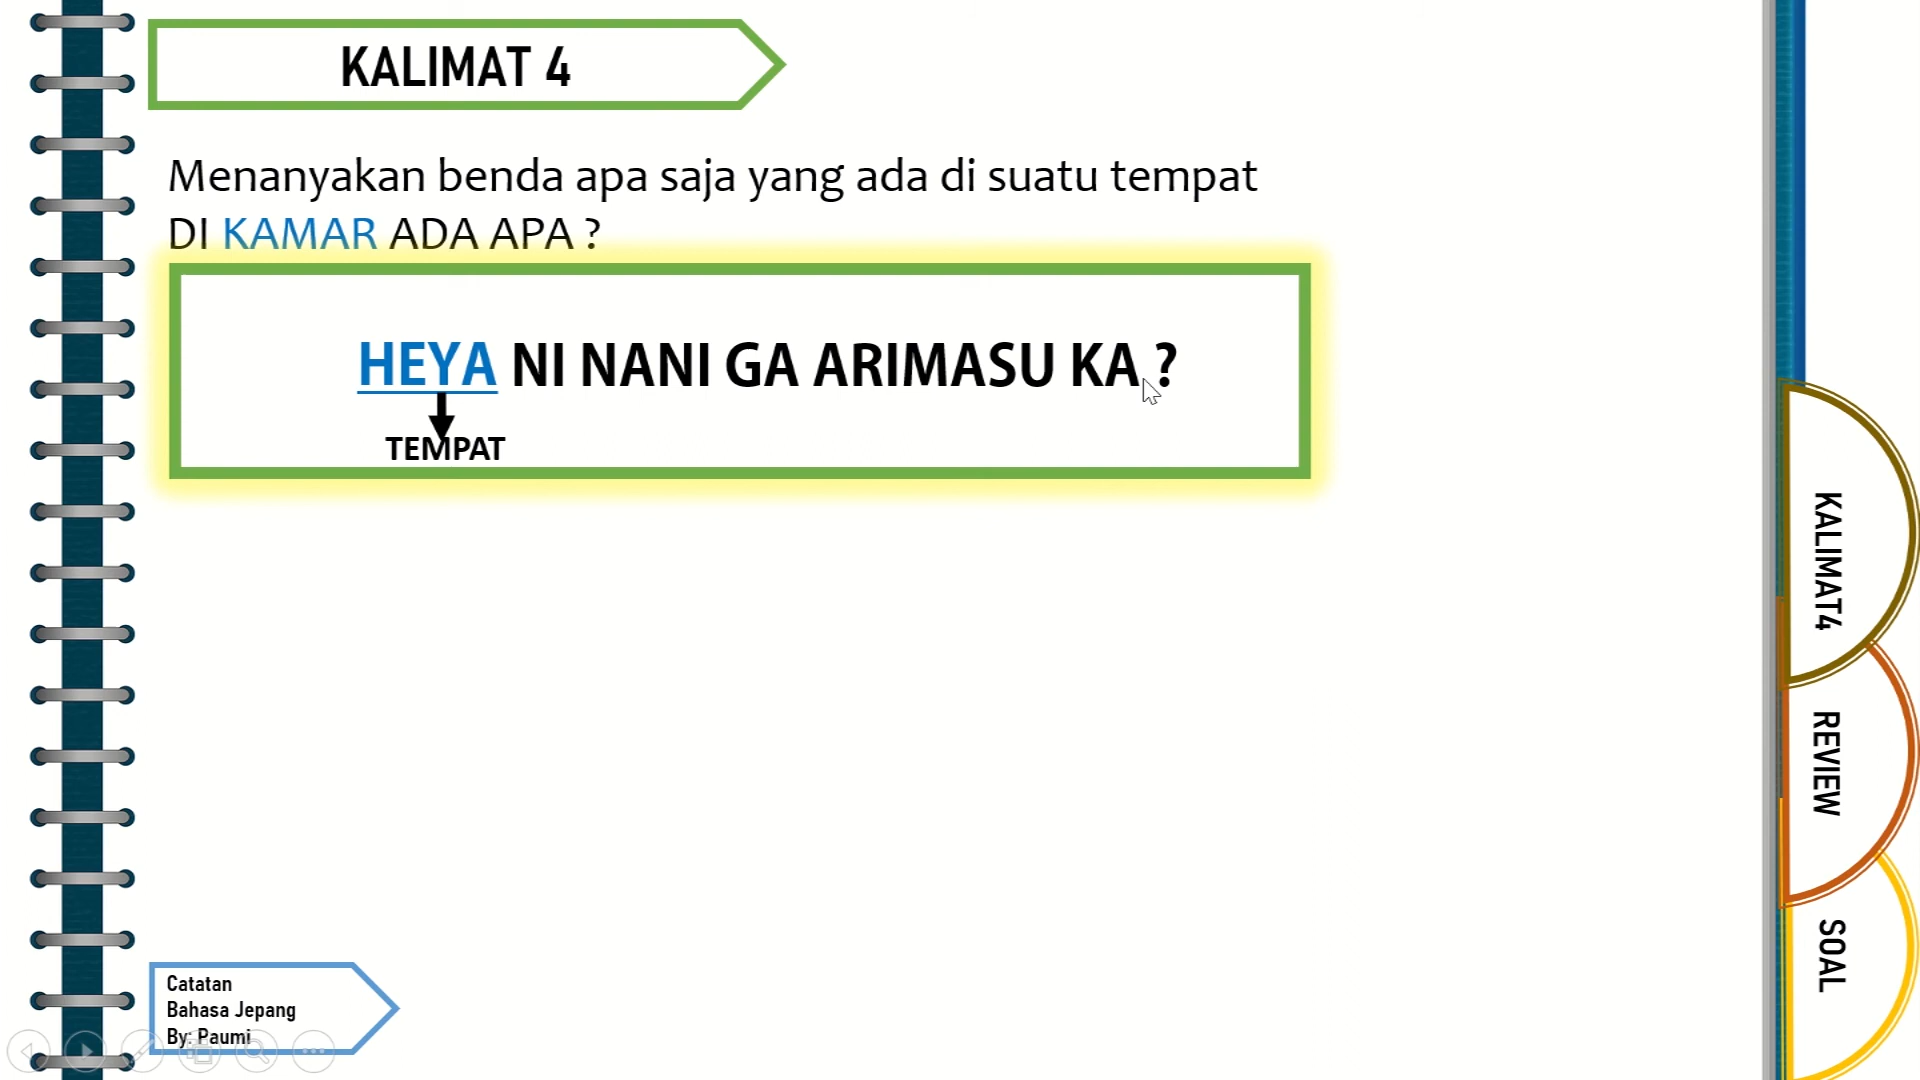 KALIMAT 4
Menanyakan benda apa saja yang ada di suatu tempat
DI KAMAR ADA APA ?
HEYA NI NANI GA ARIMASU KA ?
TEMPAT
KALIMAT4
REVIEW
SOAL
Catatan
Bahasa Jepang
By: Paumi